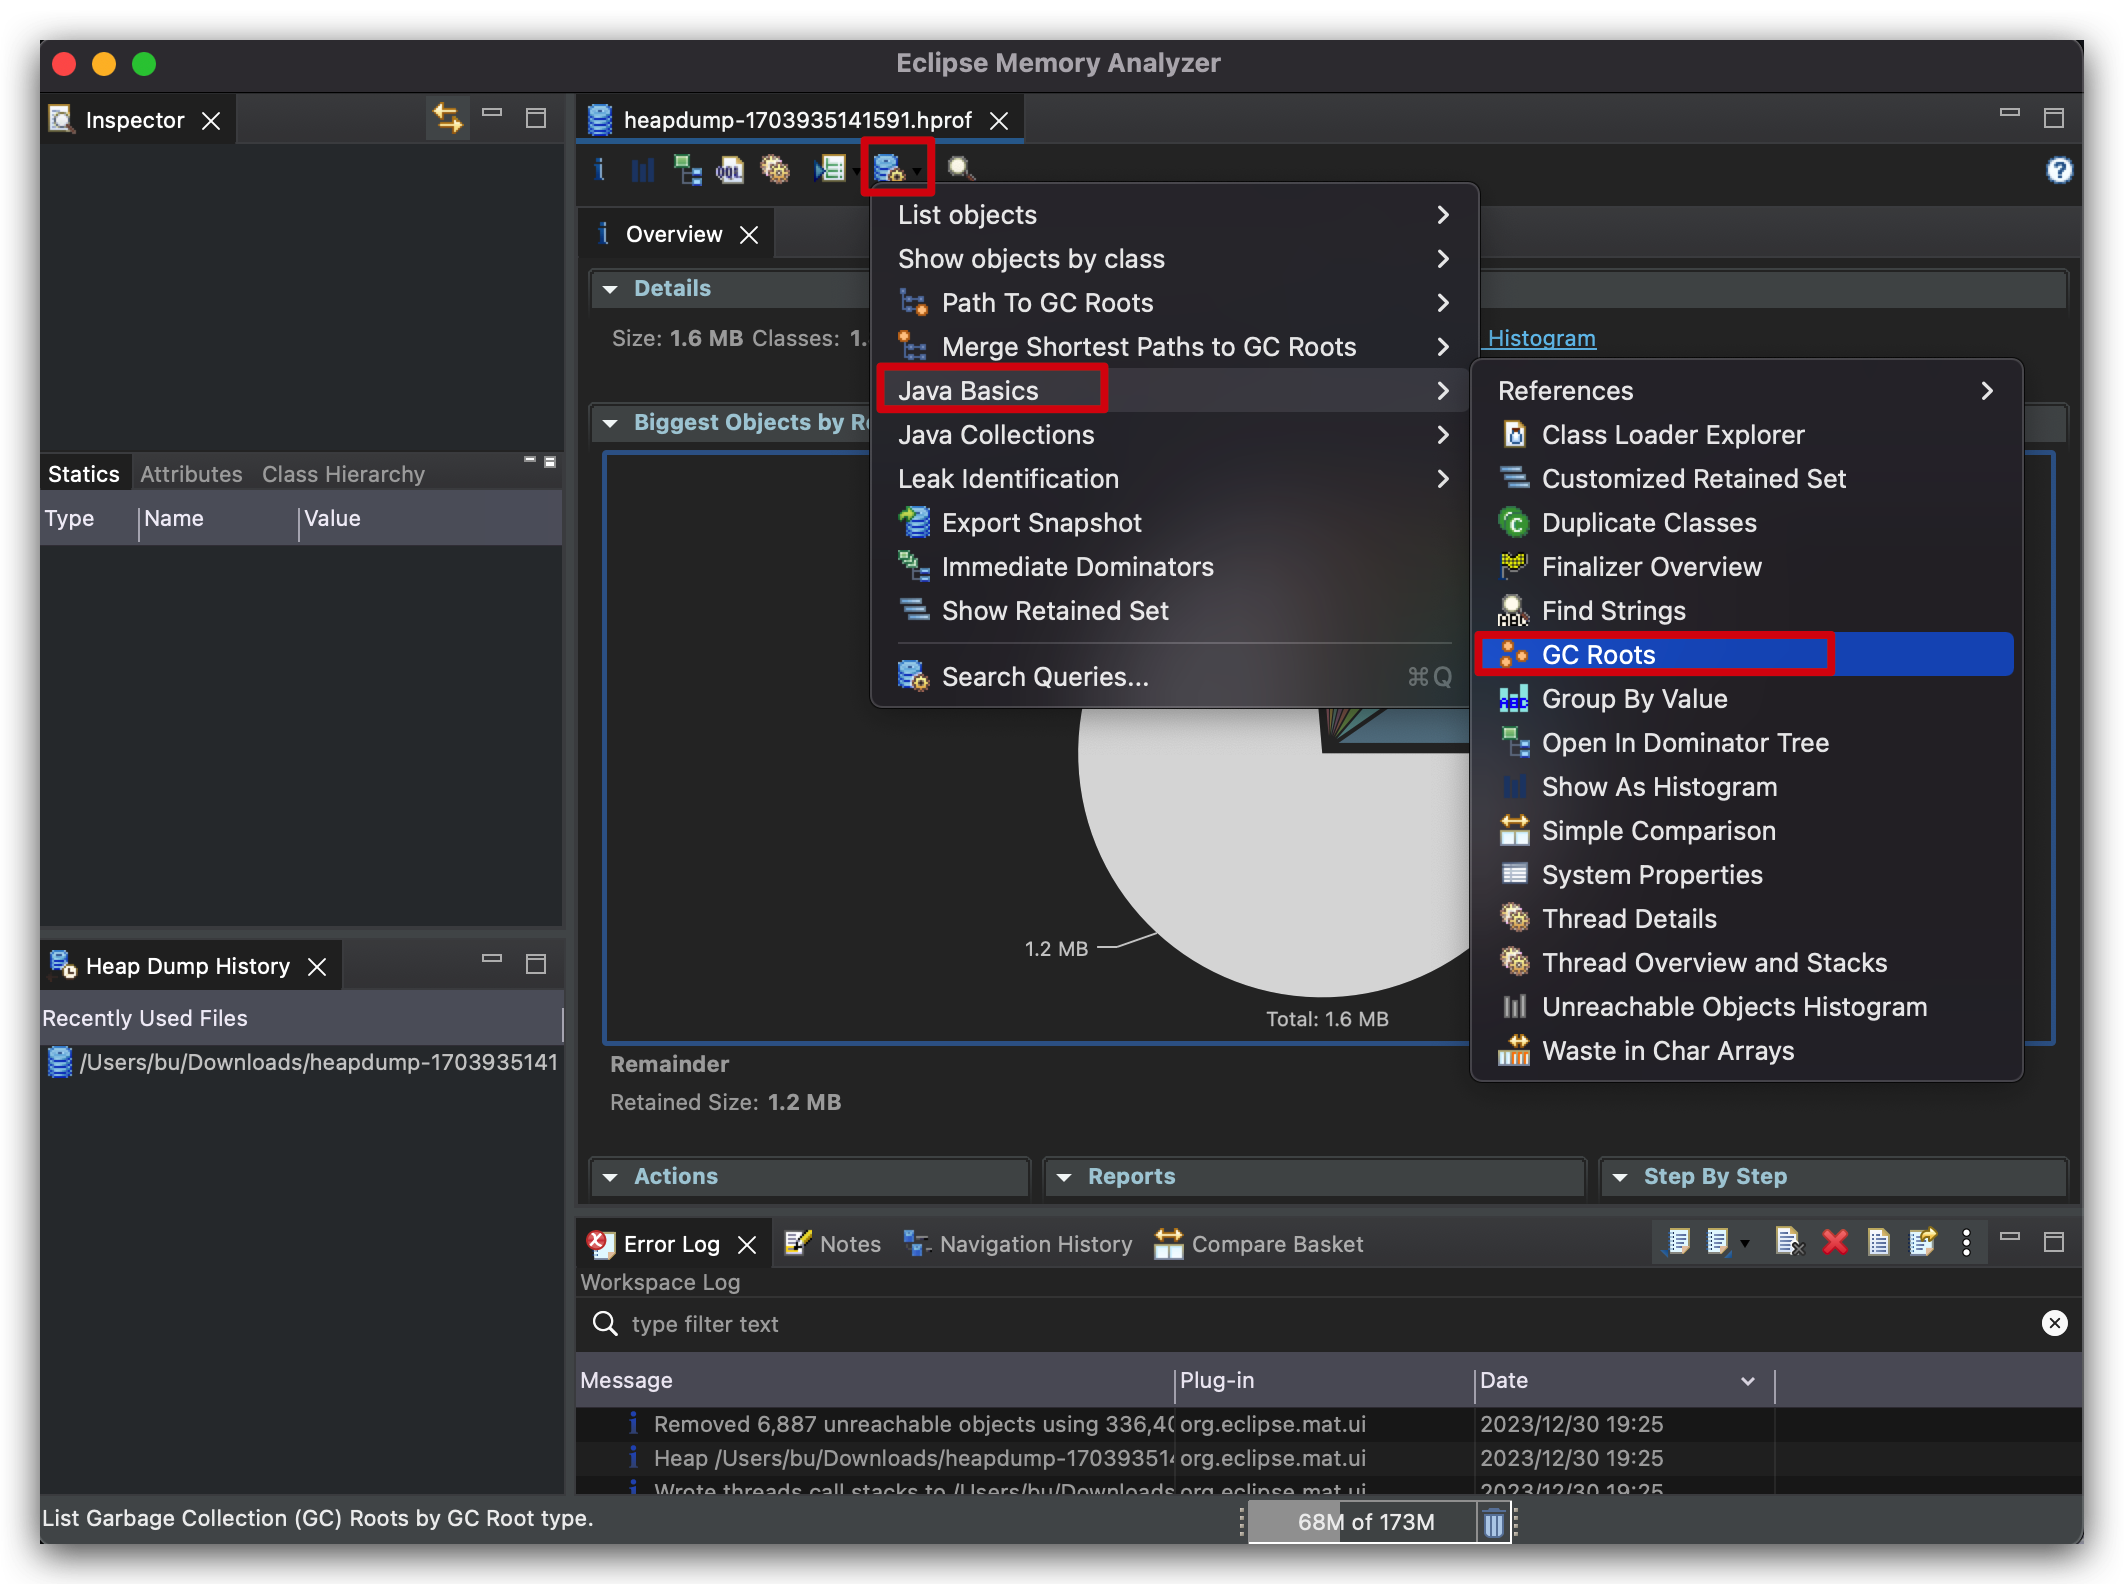 Eclipse Memory Analyzer
Inspector
heapdump-1703935141591.hprof
Overview
Details
Size: 1.6 MB Classes: 1.
Histogram
Biggest Objects by R
List objects
Show objects by class
Path To GC Roots
Merge Shortest Paths to GC Roots
Java Basics
Java Collections
Leak Identification
Export Snapshot
Immediate Dominators
Show Retained Set
Search Queries...
⌘Q
References
Class Loader Explorer
Customized Retained Set
Duplicate Classes
Finalizer Overview
Find Strings
GC Roots
Group By Value
Open In Dominator Tree
Show As Histogram
Simple Comparison
System Properties
Thread Details
Thread Overview and Stacks
Unreachable Objects Histogram
Waste in Char Arrays
Statics Attributes Class Hierarchy
Type Name Value
1.2 MB
Total: 1.6 MB
Remainder
Retained Size: 1.2 MB
Heap Dump History
Recently Used Files
/Users/bu/Downloads/heapdump-1703935141
Actions
Reports
Step By Step
Error Log Notes Navigation History Compare Basket
Workspace Log
type filter text
Message Plug-in Date
Removed 6,887 unreachable objects using 336,40 org.eclipse.mat.ui 2023/12/30 19:25
Heap /Users/bu/Downloads/heapdump-170393514 org.eclipse.mat.ui 2023/12/30 19:25
Wrote threads call stacks to /Users/bu/Downloads org.eclipse.mat.ui 2023/12/30 19:25
List Garbage Collection (GC) Roots by GC Root type.
68M of 173M